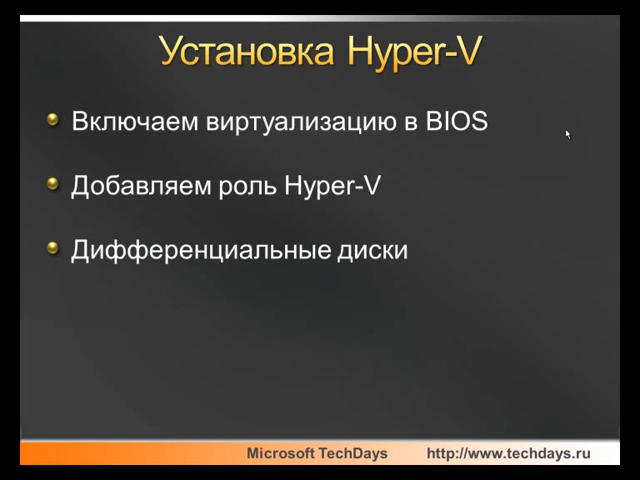 Установка Hyper-V
Включаем виртуализацию в BIOS
Добавляем роль Hyper-V
Дифференциальные диски
Microsoft TechDays http://www.techdays.ru